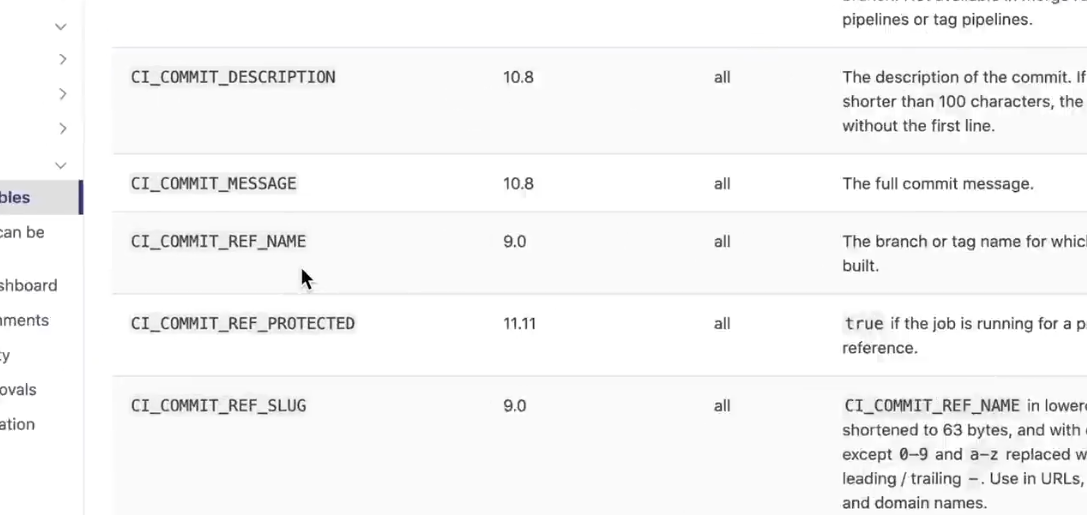 pipelines or tag pipelines.
CI_COMMIT_DESCRIPTION 10.8 all The description of the commit. If
shorter than 100 characters, the
without the first line.
CI_COMMIT_MESSAGE 10.8 all The full commit message.
CI_COMMIT_REF_NAME 9.0 all The branch or tag name for which
built.
CI_COMMIT_REF_PROTECTED 11.11 all true if the job is running for a p
reference.
CI_COMMIT_REF_SLUG 9.0 all CI_COMMIT_REF_NAME in lower
shortened to 63 bytes, and with
except 0-9 and a-z replaced w
leading / trailing -. Use in URLs,
and domain names.
bles
can be
shboard
nments
ty
ovals
ation